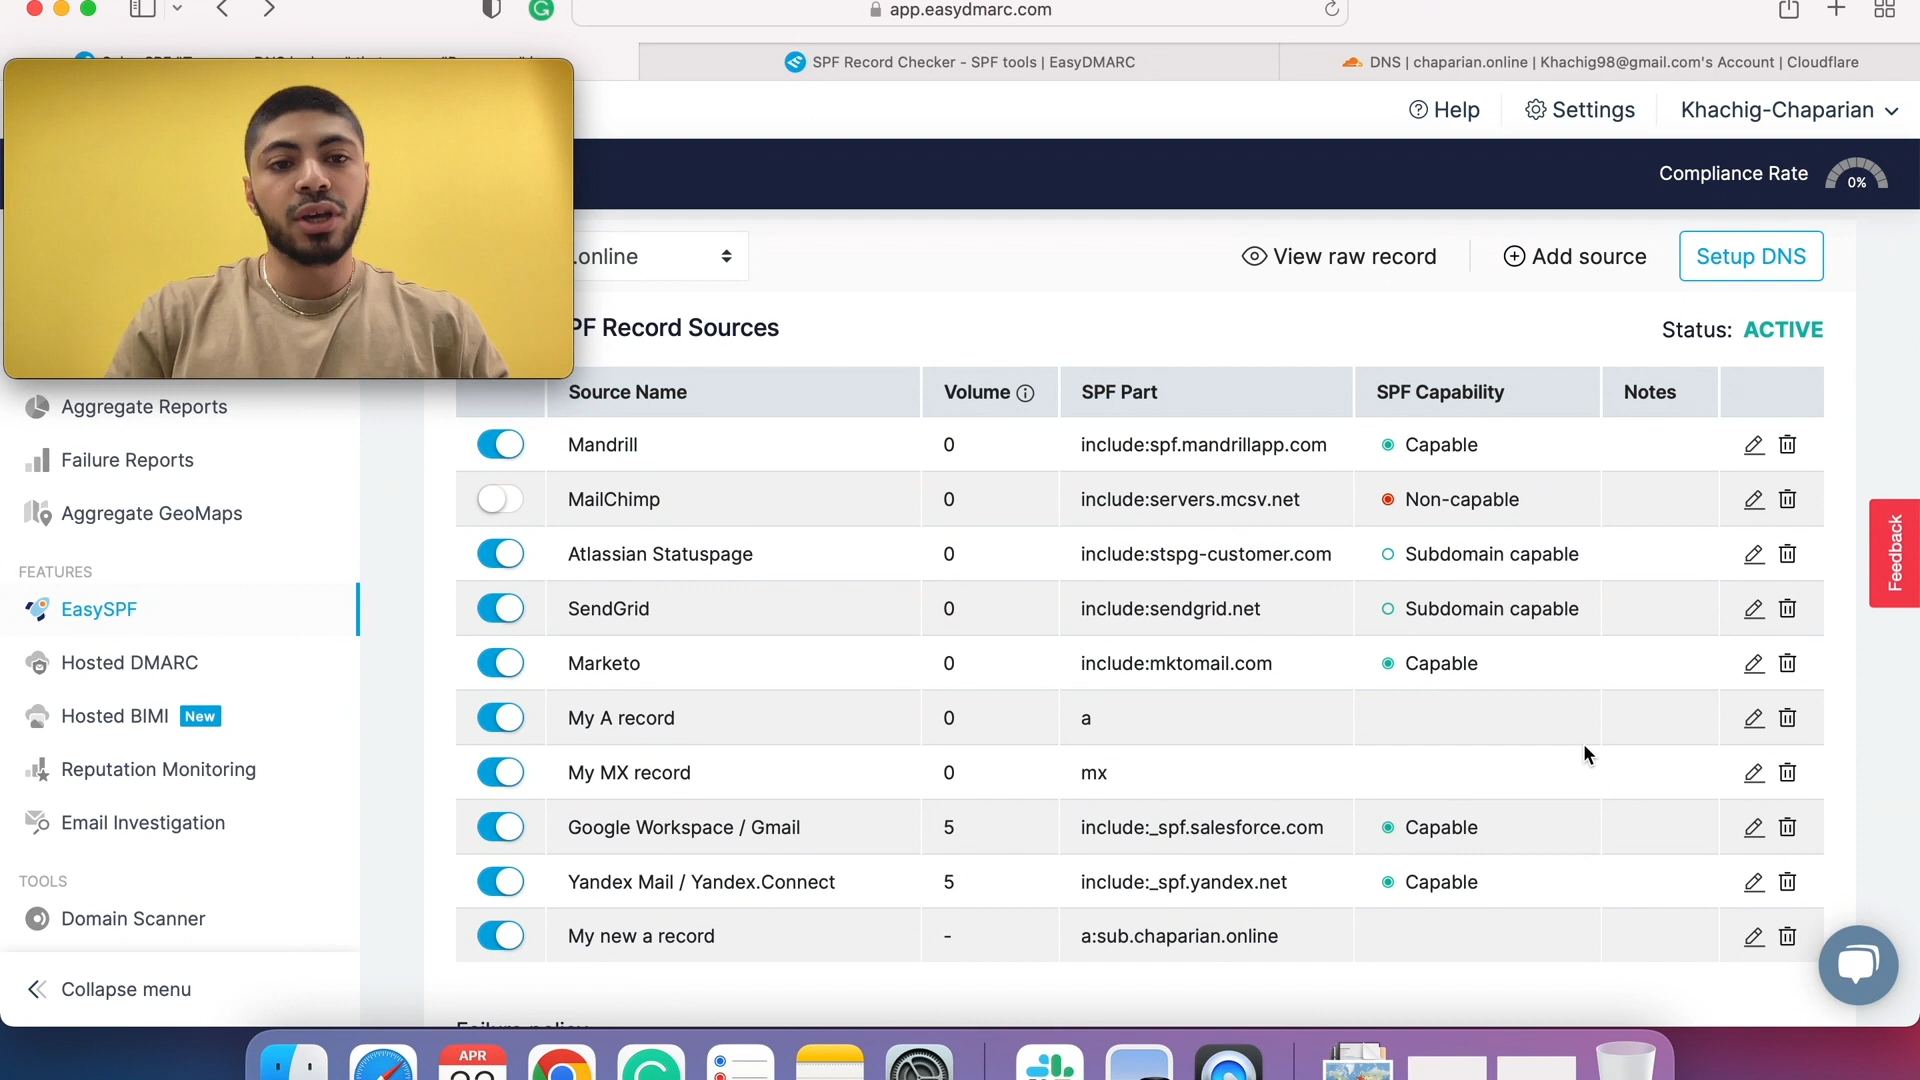 app.easydmarc.com
SPF Record Checker - SPF tools | EasyDMARC
DNS | chaparian.online | Khachig98@gmail.com's Account | Cloudflare
Help
Settings
Khachig-Chaparian
Compliance Rate
0%
.online
View raw record
Add source
Setup DNS
PF Record Sources
Status: ACTIVE
Source Name
Volume
SPF Part
SPF Capability
Notes
Mandrill 0 include:spf.mandrillapp.com Capable
MailChimp 0 include:servers.mcsv.net Non-capable
Atlassian Statuspage 0 include:stspg-customer.com Subdomain capable
SendGrid 0 include:sendgrid.net Subdomain capable
Marketo 0 include:mktomail.com Capable
My A record 0 a
My MX record 0 mx
Google Workspace / Gmail 5 include:_spf.salesforce.com Capable
Yandex Mail / Yandex.Connect 5 include:_spf.yandex.net Capable
My new a record - a:sub.chaparian.online
Aggregate Reports
Failure Reports
Aggregate GeoMaps
FEATURES
EasySPF
Hosted DMARC
Hosted BIMI New
Reputation Monitoring
Email Investigation
TOOLS
Domain Scanner
Collapse menu
Feedback
APR